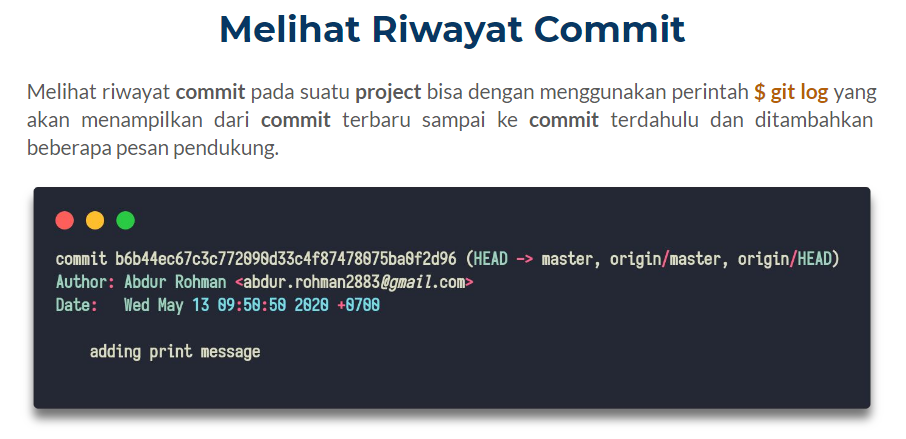 Melihat Riwayat Commit
Melihat riwayat commit pada suatu project bisa dengan menggunakan perintah $ git log yang
akan menampilkan dari commit terbaru sampai ke commit terdahulu dan ditambahkan
beberapa pesan pendukung.
commit b6b44ec67c3c772090d33c4f87478075ba0f2d96 (HEAD -> master, origin/master, origin/HEAD)
Author: Abdur Rohman <abdur.rohman2883@gmail.com>
Date:   Wed May 13 09:50:50 2020 +0700
adding print message